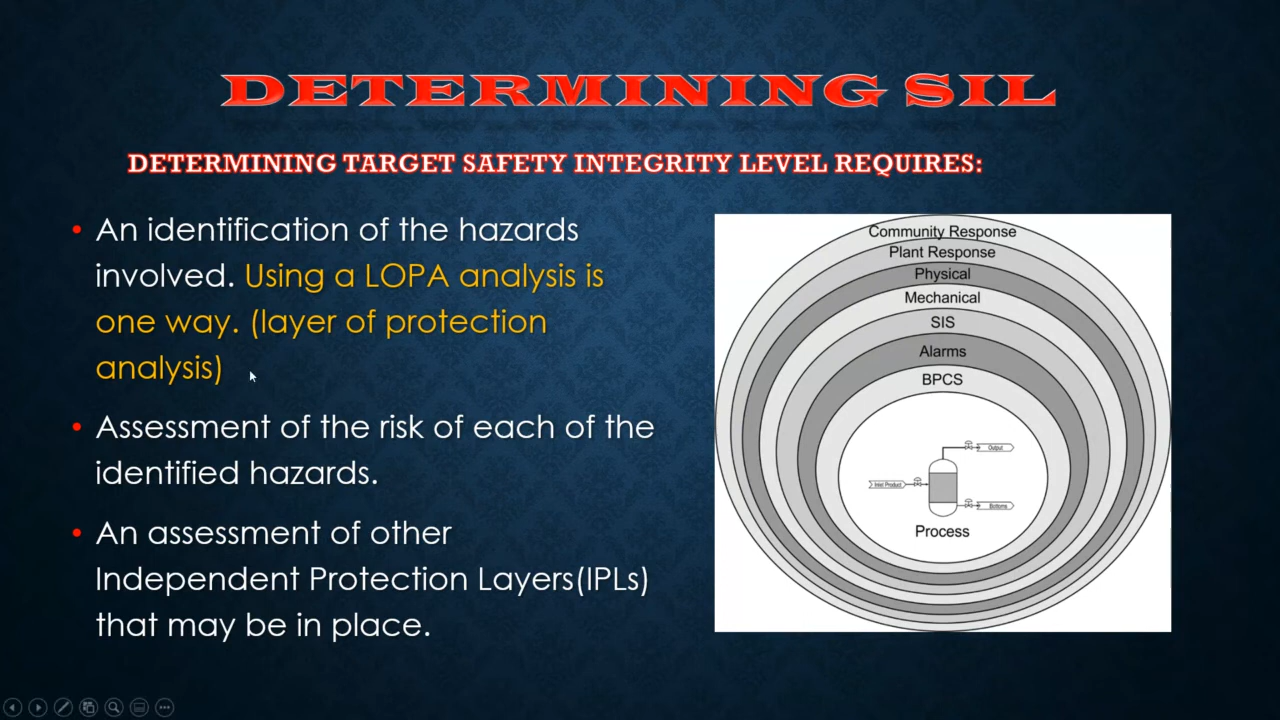 DETERMINING SIL
DETERMINING TARGET SAFETY INTEGRITY LEVEL REQUIRES:
• An identification of the hazards
involved. Using a LOPA analysis is
one way. (layer of protection
analysis)
• Assessment of the risk of each of the
identified hazards.
• An assessment of other
Independent Protection Layers(IPLs)
that may be in place.
Community Response
Plant Response
Physical
Mechanical
SIS
Alarms
BPCS
Output
Inlet Product
Bottoms
Process